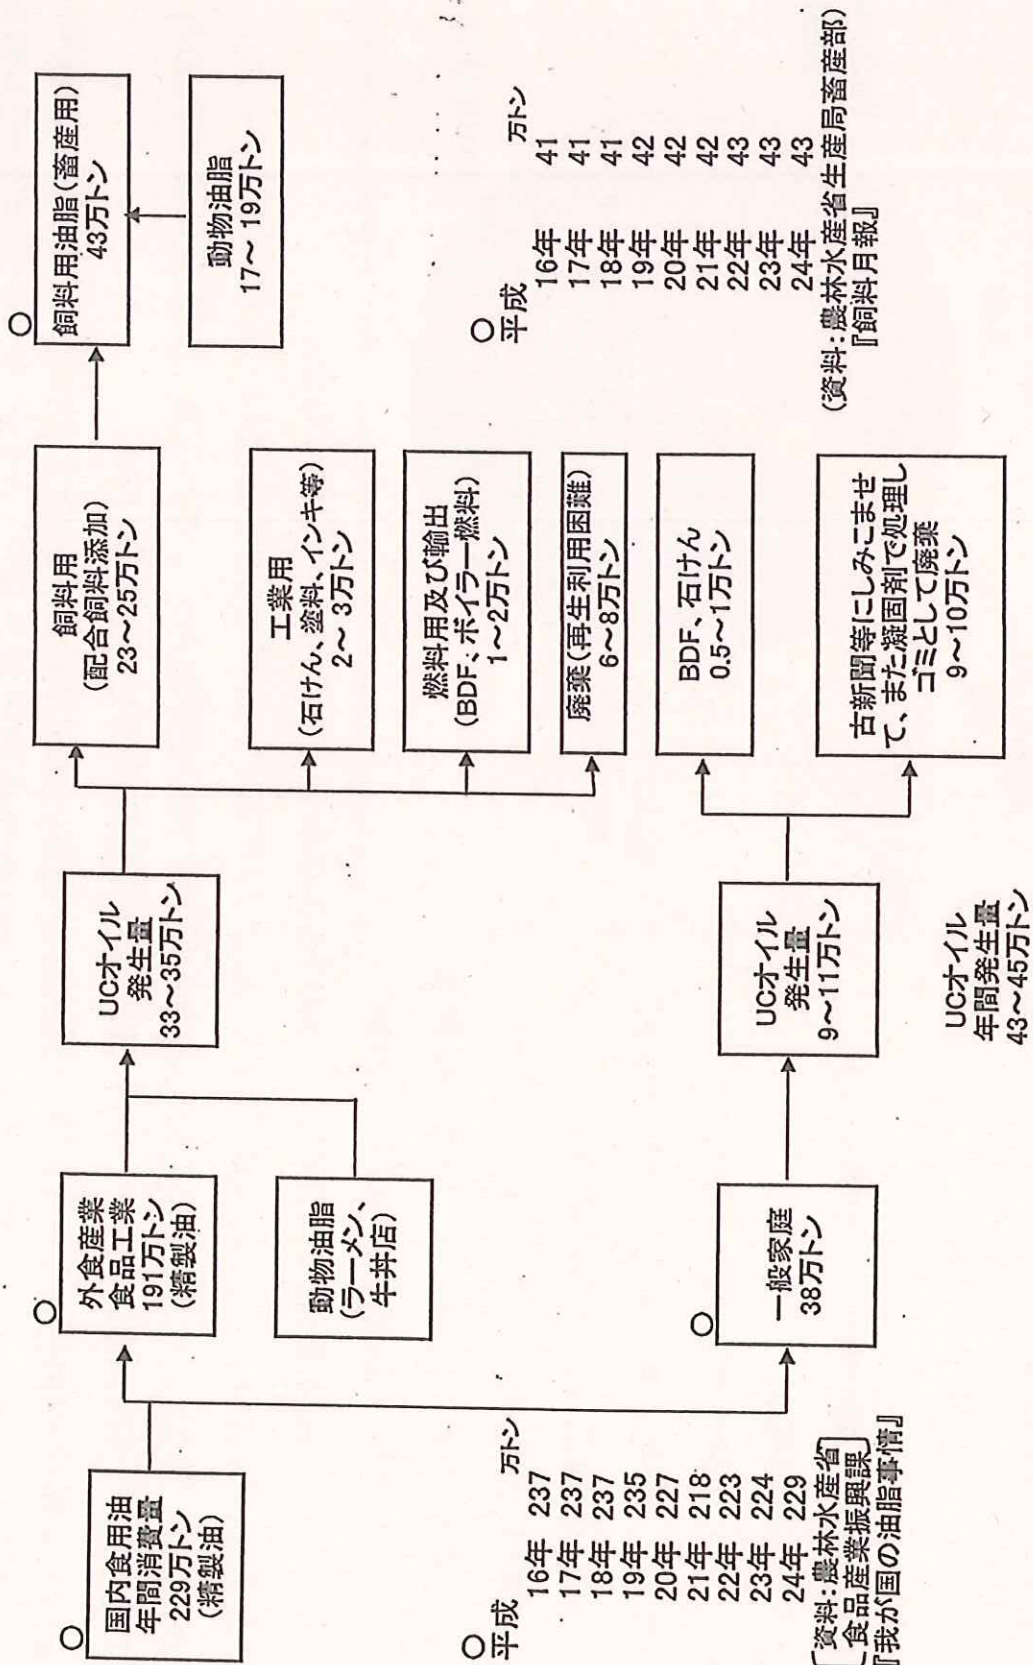 ○
国内食用油
年間消費量
229万トン
(精製油)
○
外食産業
食品工業
191万トン
(精製油)
動物油脂
(ラーメン、
牛丼店)
○
一般家庭
38万トン
UCオイル
発生量
33～35万トン
UCオイル
発生量
9～11万トン
飼料用
(配合飼料添加)
23～25万トン
工業用
(石けん、塗料、インキ等)
2～3万トン
燃料用及び輸出
(BDF、ボイラー燃料)
1～2万トン
廃棄(再生利用困難)
6～8万トン
BDF、石けん
0.5～1万トン
古新聞等にしみこませ
て、また凝固剤で処理し
ゴミとして廃棄
9～10万トン
○
飼料用油脂(畜産用)
43万トン
動物油脂
17～19万トン
○
平成 万トン
16年 237
17年 237
18年 237
19年 235
20年 227
21年 218
22年 223
23年 224
24年 229
(資料:農林水産省
食品産業振興課)
『我が国の油脂事情』
UCオイル
年間発生量
43～45万トン
○
平成 万トン
16年 41
17年 41
18年 41
19年 42
20年 42
21年 42
22年 43
23年 43
24年 43
(資料:農林水産省生産局畜産部)
『飼料月報』